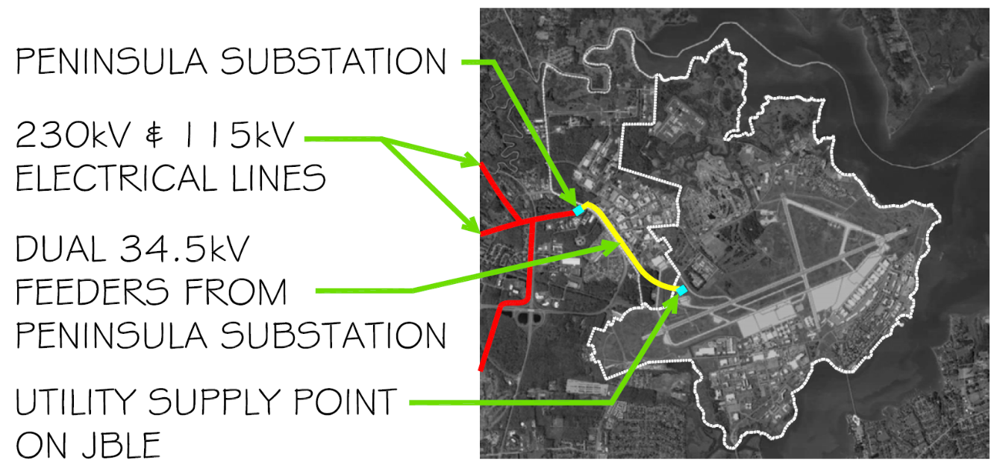 PENINSULA SUBSTATION
230kV & 115kV
ELECTRICAL LINES
DUAL 34.5kV
FEEDERS FROM
PENINSULA SUBSTATION
UTILITY SUPPLY POINT
ON JBLE